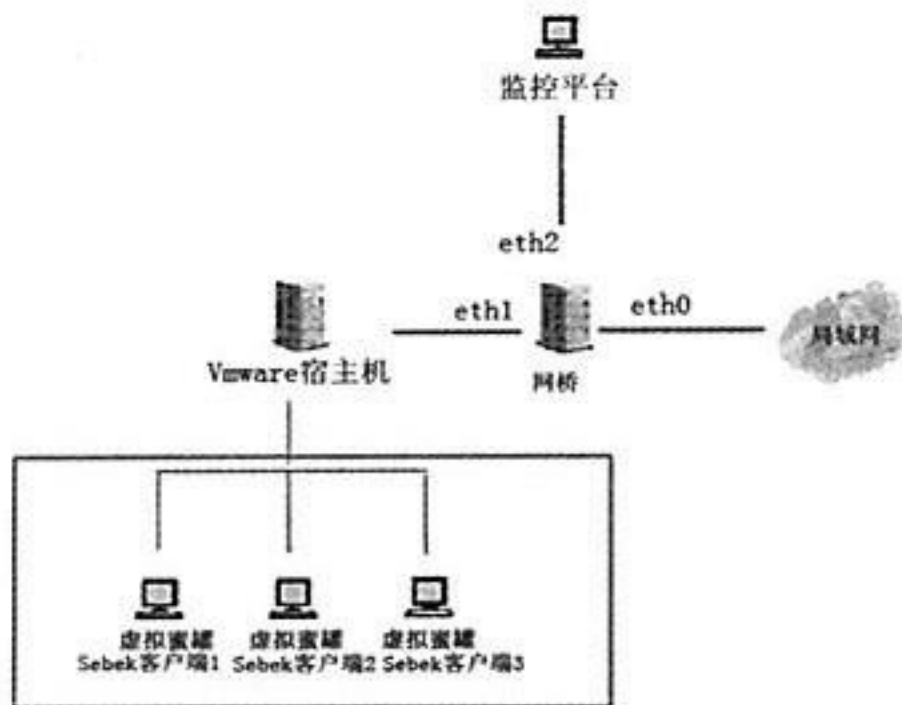 监控平台
eth2
eth1
eth0
局域网
Vmware宿主机
网桥
虚拟蜜罐
Sebek客户端1
虚拟蜜罐
Sebek客户端2
虚拟蜜罐
Sebek客户端3